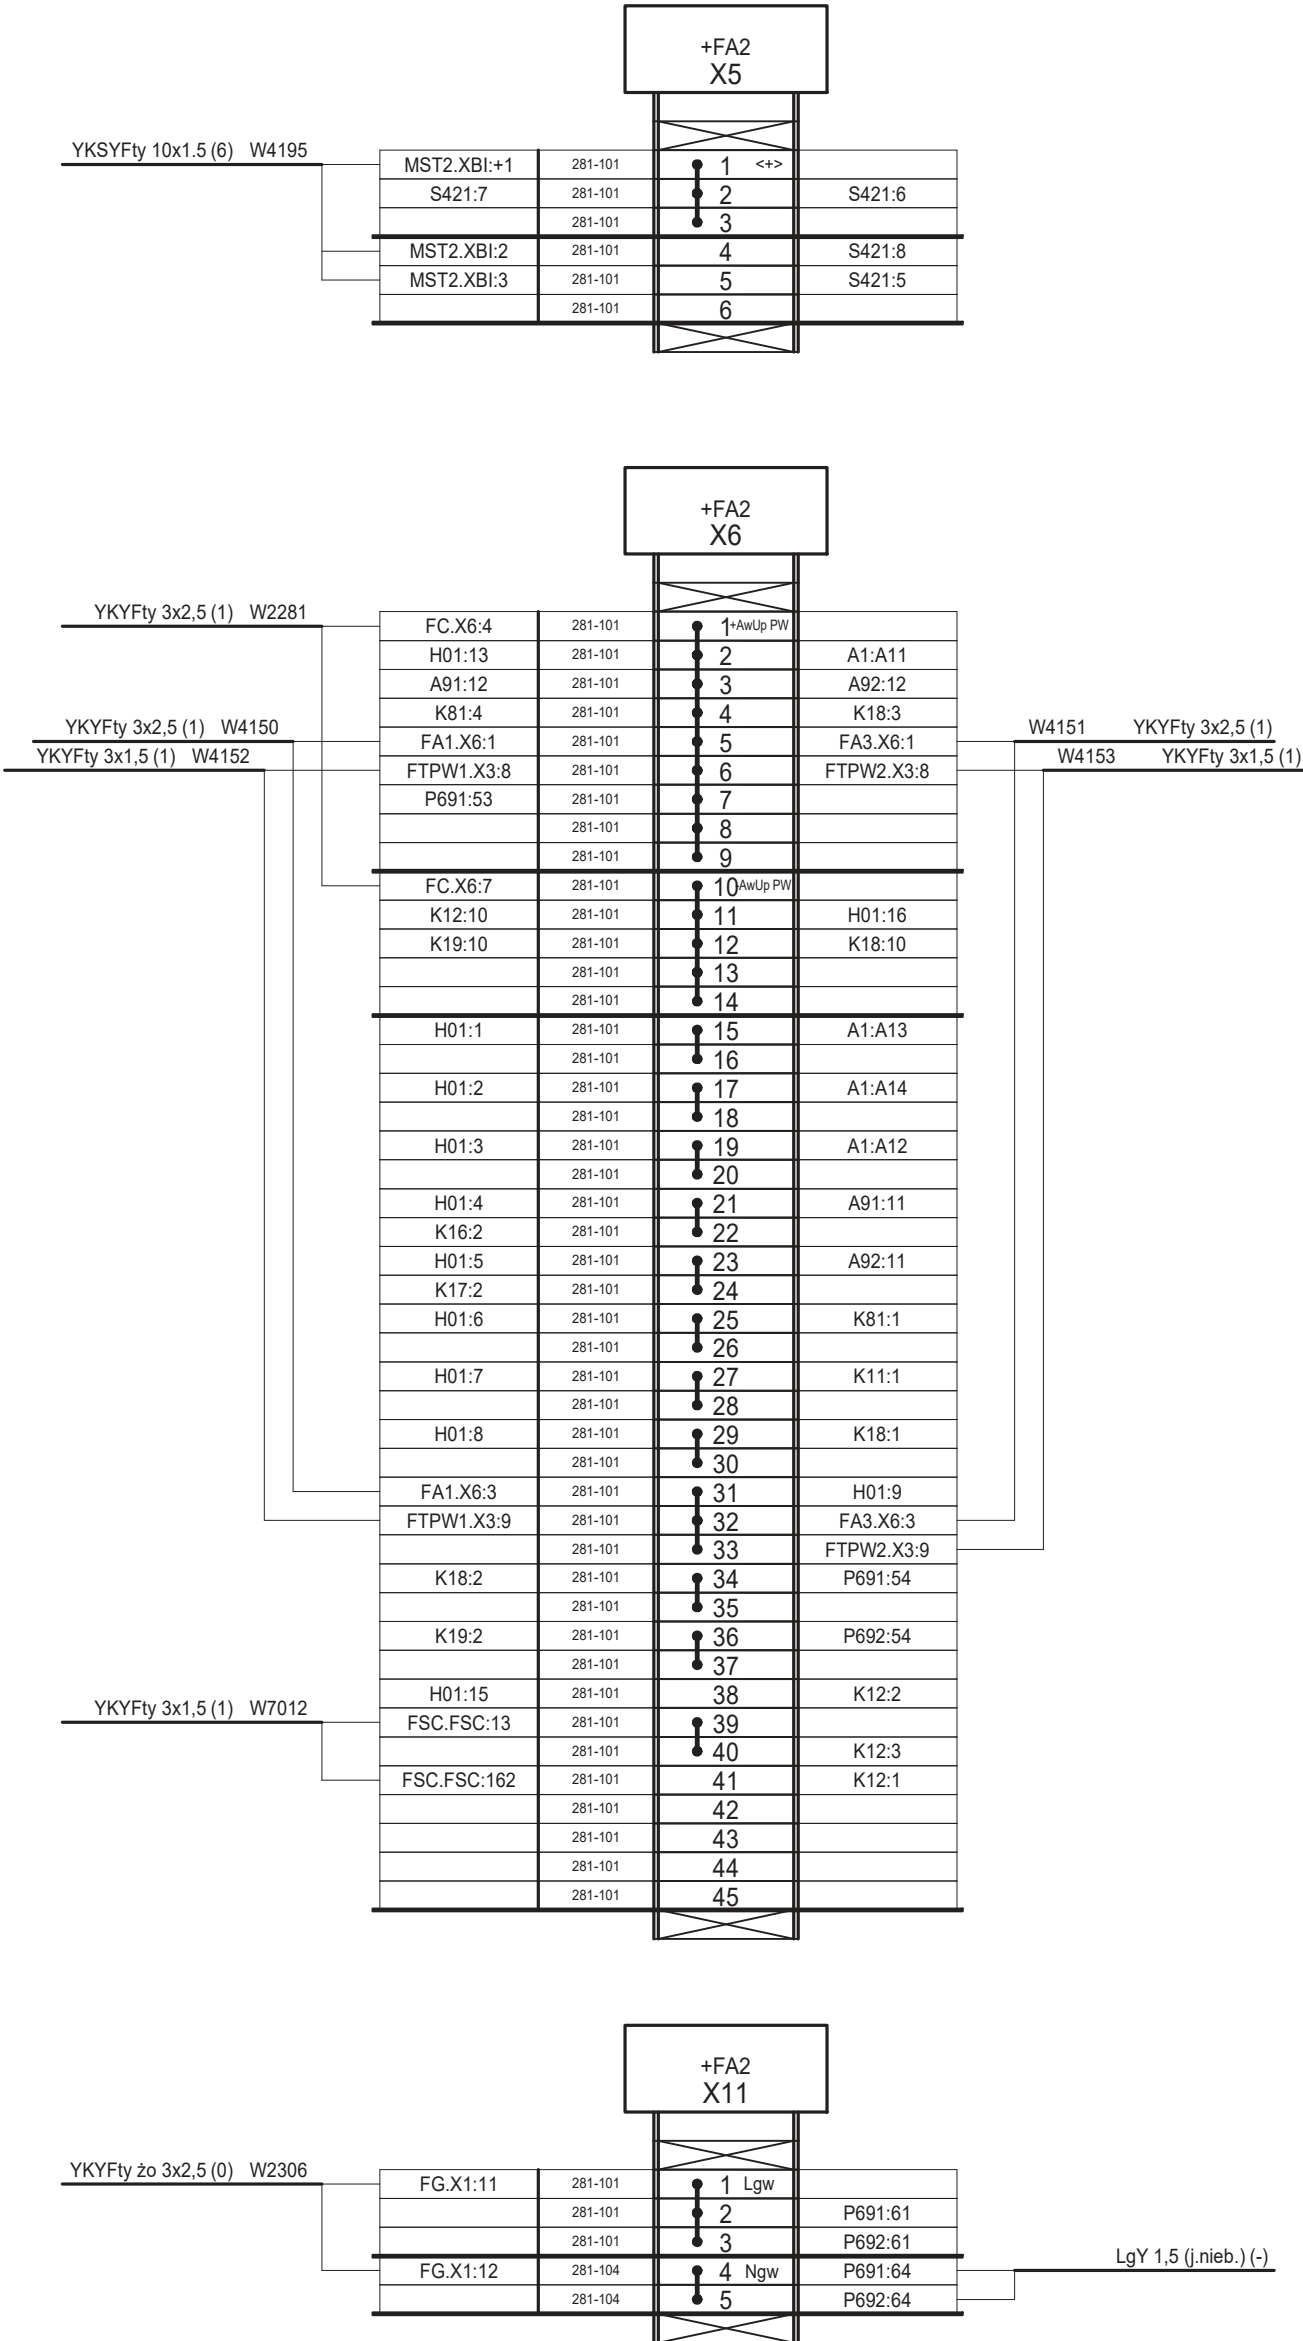 +FA2
X5
YKSYFty 10x1.5 (6) W4195
MST2.XBI:+1 281-101 1 <+>
S421:7 281-101 2 S421:6
281-101 3
MST2.XBI:2 281-101 4 S421:8
MST2.XBI:3 281-101 5 S421:5
281-101 6
+FA2
X6
YKYFty 3x2,5 (1) W2281
FC.X6:4 281-101 1 +AwUp PW
H01:13 281-101 2 A1:A11
A91:12 281-101 3 A92:12
K81:4 281-101 4 K18:3
YKYFty 3x2,5 (1) W4150 FA1.X6:1 281-101 5 FA3.X6:1 W4151 YKYFty 3x2,5 (1)
YKYFty 3x1,5 (1) W4152 FTPW1.X3:8 281-101 6 FTPW2.X3:8 W4153 YKYFty 3x1,5 (1)
P691:53 281-101 7
281-101 8
281-101 9
FC.X6:7 281-101 10 -AwUp PW
K12:10 281-101 11 H01:16
K19:10 281-101 12 K18:10
281-101 13
281-101 14
H01:1 281-101 15 A1:A13
281-101 16
H01:2 281-101 17 A1:A14
281-101 18
H01:3 281-101 19 A1:A12
281-101 20
H01:4 281-101 21 A91:11
K16:2 281-101 22
H01:5 281-101 23 A92:11
K17:2 281-101 24
H01:6 281-101 25 K81:1
281-101 26
H01:7 281-101 27 K11:1
281-101 28
H01:8 281-101 29 K18:1
281-101 30
FA1.X6:3 281-101 31 H01:9
FTPW1.X3:9 281-101 32 FA3.X6:3
281-101 33 FTPW2.X3:9
K18:2 281-101 34 P691:54
281-101 35
K19:2 281-101 36 P692:54
281-101 37
H01:15 281-101 38 K12:2
YKYFty 3x1,5 (1) W7012
FSC.FSC:13 281-101 39
281-101 40 K12:3
FSC.FSC:162 281-101 41 K12:1
281-101 42
281-101 43
281-101 44
281-101 45
+FA2
X11
YKYFty żo 3x2,5 (0) W2306
FG.X1:11 281-101 1 Lgw
281-101 2 P691:61
281-101 3 P692:61
LgY 1,5 (j.nieb.) (-)
FG.X1:12 281-104 4 Ngw P691:64
281-104 5 P692:64